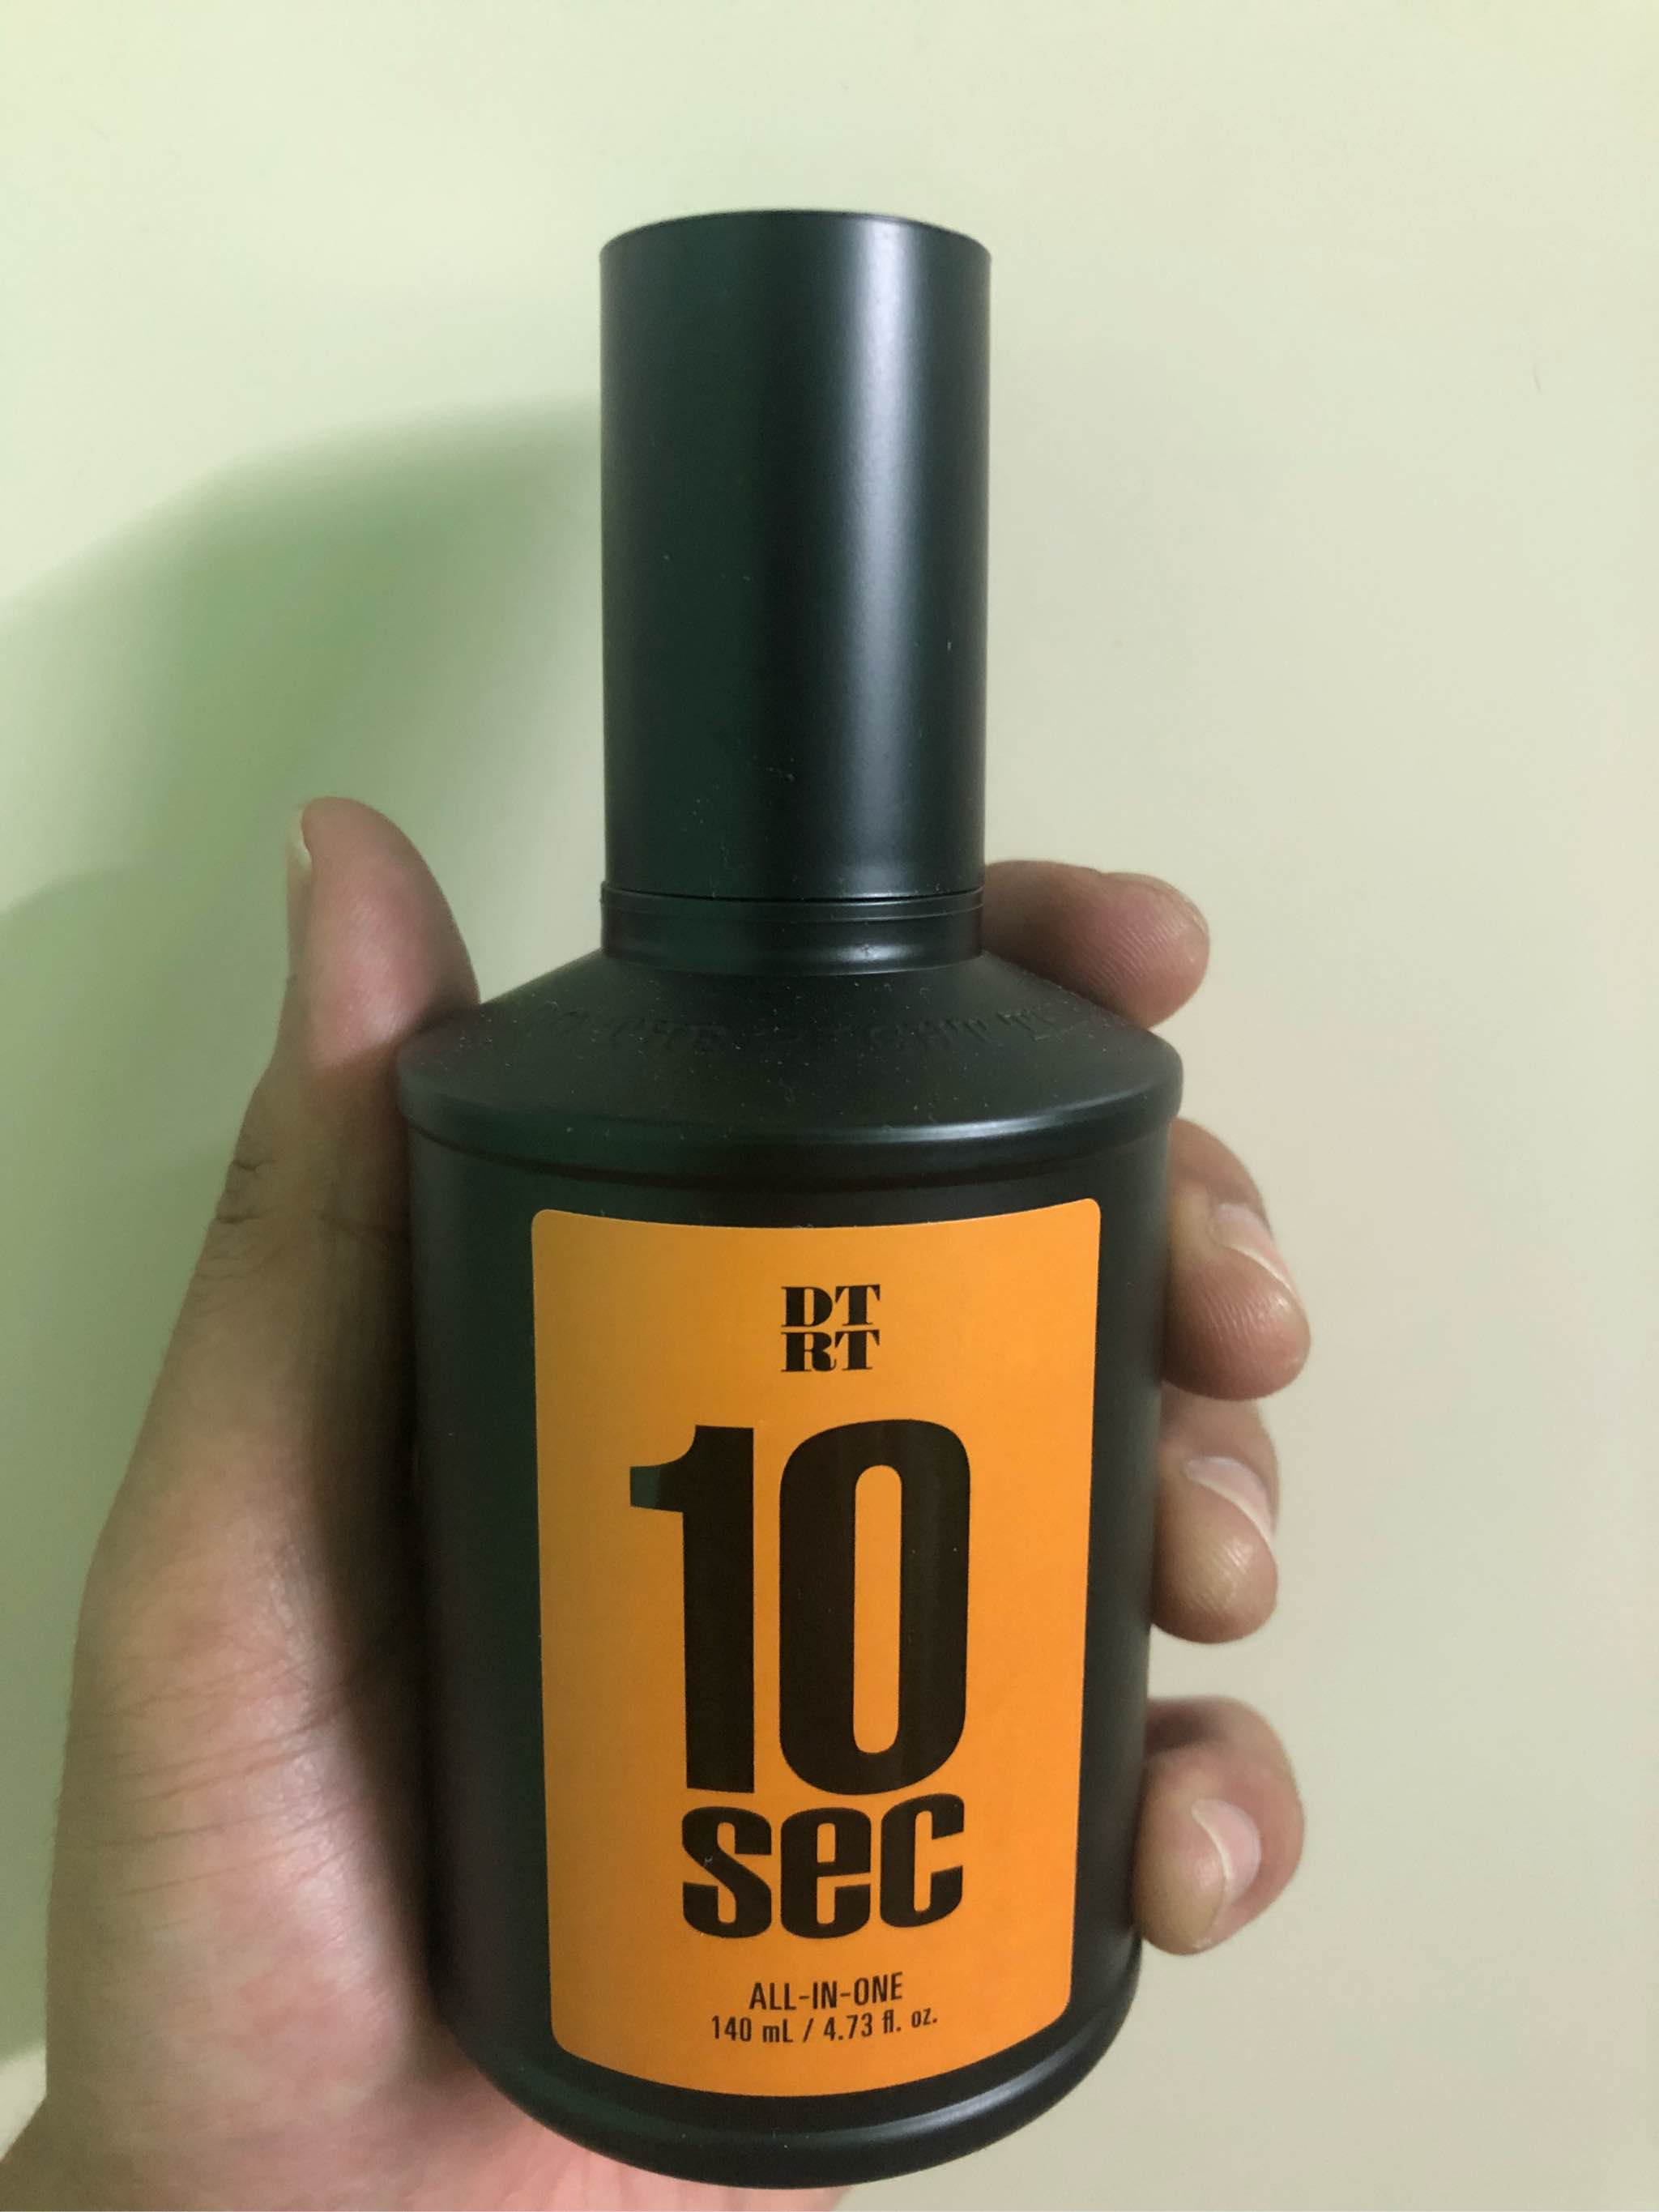 DT
RT
10
sec
ALL-IN-ONE
140 mL / 4.73 fl. oz.